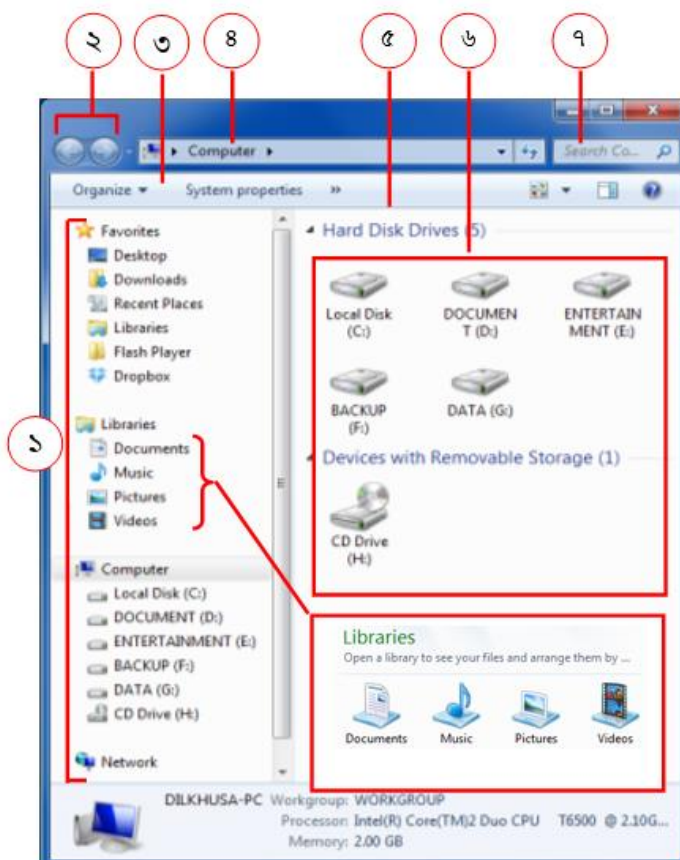 ২ ৩ ৪ ৫ ৬ ৭
Computer
Search Co...
Organize System properties »
Favorites
Desktop
Downloads
Recent Places
Libraries
Flash Player
Dropbox
Libraries
Documents
Music
Pictures
Videos
১
Computer
Local Disk (C:)
DOCUMENT (D:)
ENTERTAINMENT (E:)
BACKUP (F:)
DATA (G:)
CD Drive (H:)
Network
Hard Disk Drives (5)
Local Disk
(C:)
DOCUMEN
T (D:)
ENTERTAIN
MENT (E:)
BACKUP
(F:)
DATA (G:)
Devices with Removable Storage (1)
CD Drive
(H:)
Libraries
Open a library to see your files and arrange them by ...
Documents Music Pictures Videos
DILKHUSA-PC Workgroup: WORKGROUP
Processor: Intel(R) Core(TM)2 Duo CPU T6500 @ 2.10G...
Memory: 2.00 GB